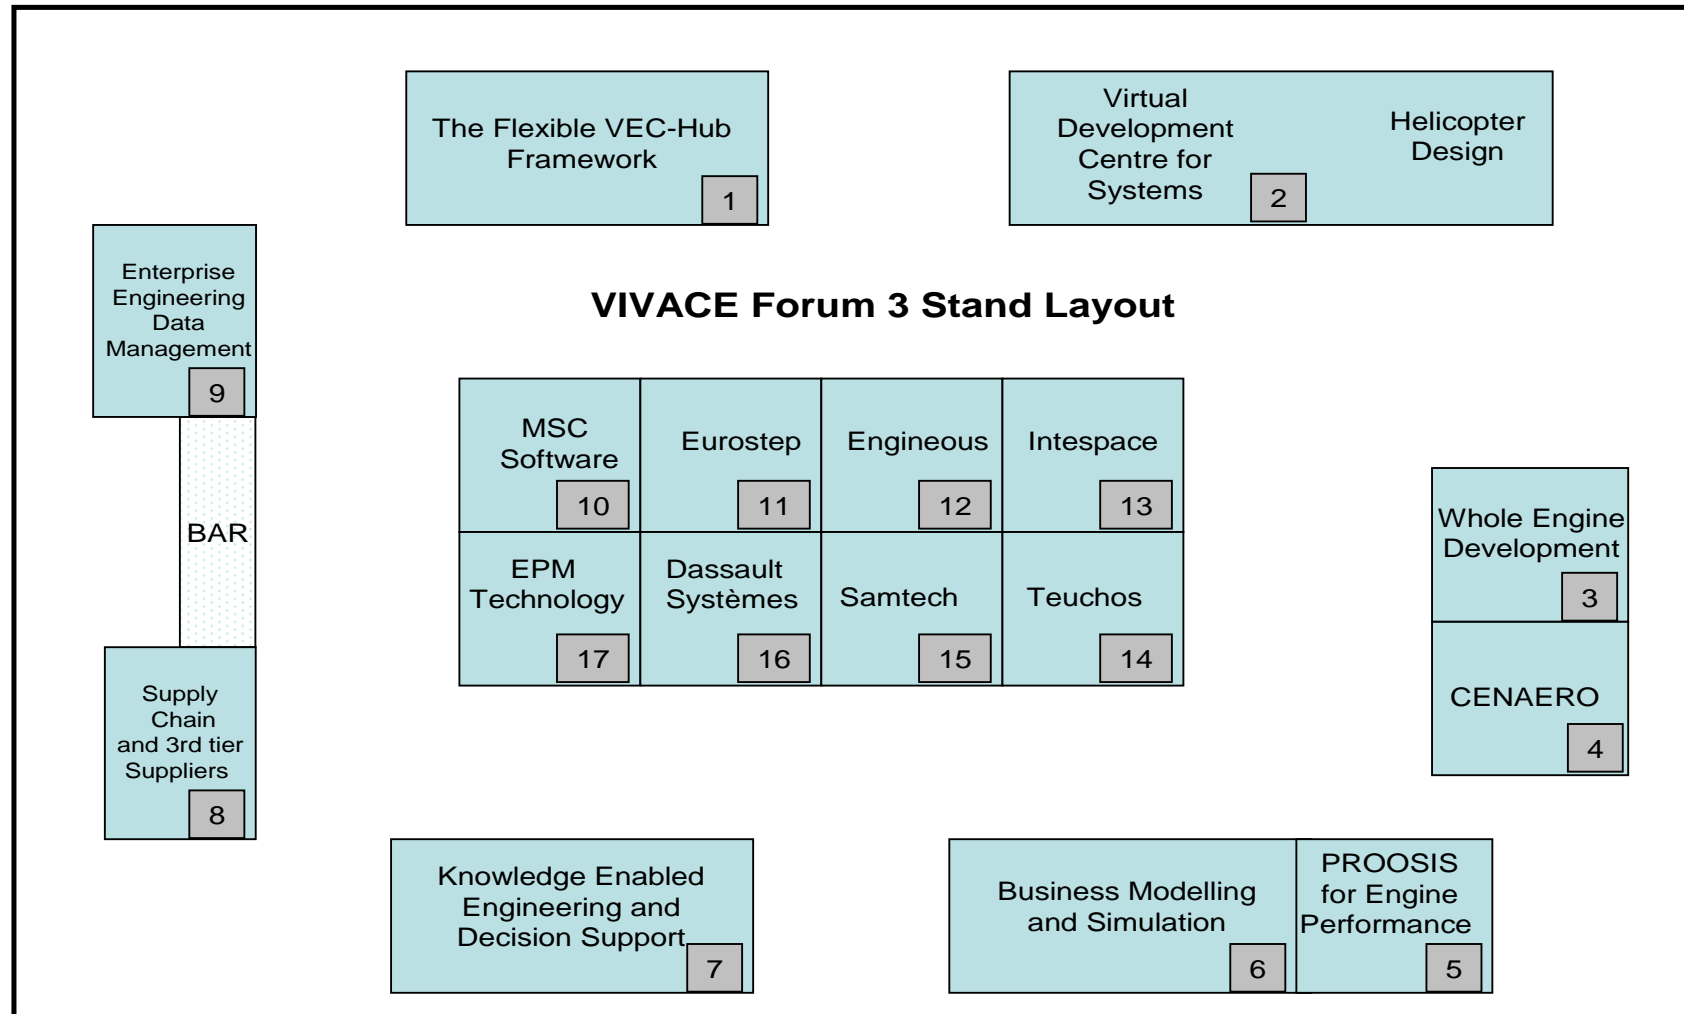 The Flexible VEC-Hub
Framework
1
Virtual
Development
Centre for
Systems
2
Helicopter
Design
Enterprise
Engineering
Data
Management
9
VIVACE Forum 3 Stand Layout
MSC
Software
10
Eurostep
11
Engineous
12
Intespace
13
BAR
Whole Engine
Development
3
EPM
Technology
17
Dassault
Systèmes
16
Samtech
15
Teuchos
14
Supply
Chain
and 3rd tier
Suppliers
8
CENAERO
4
Knowledge Enabled
Engineering and
Decision Support
7
Business Modelling
and Simulation
6
PROOSIS
for Engine
Performance
5